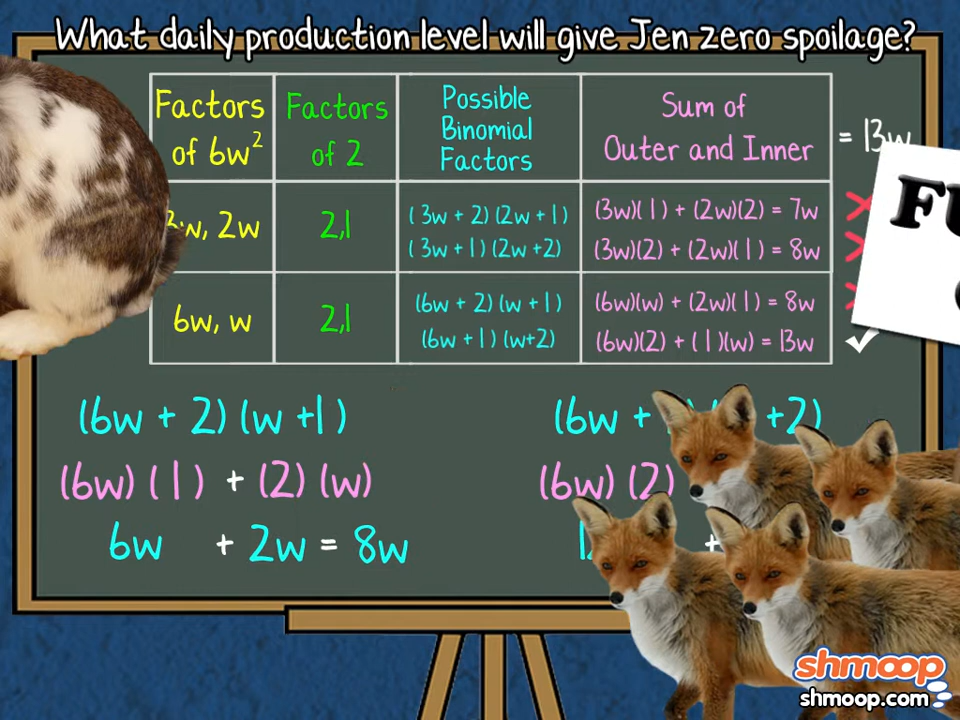 What daily production level will give Jen zero spoilage?
Factors of 6w²
Factors of 2
Possible Binomial Factors
Sum of Outer and Inner
= 13w
w, 2w
2,1
(3w + 2) (2w + 1)
(3w + 1) (2w +2)
(3w)(1) + (2w)(2) = 7w
(3w)(2) + (2w)(1) = 8w
6w, w
2,1
(6w + 2) (w + 1)
(6w + 1) (w+2)
(6w)(w) + (2w)(1) = 8w
(6w)(2) + (1)(w) = 13w
(6w + 2) (w +1)
(6w) (1) + (2) (w)
6w + 2w = 8w
(6w + +2)
(6w) (2)
+
FU
shmoop
shmoop.com